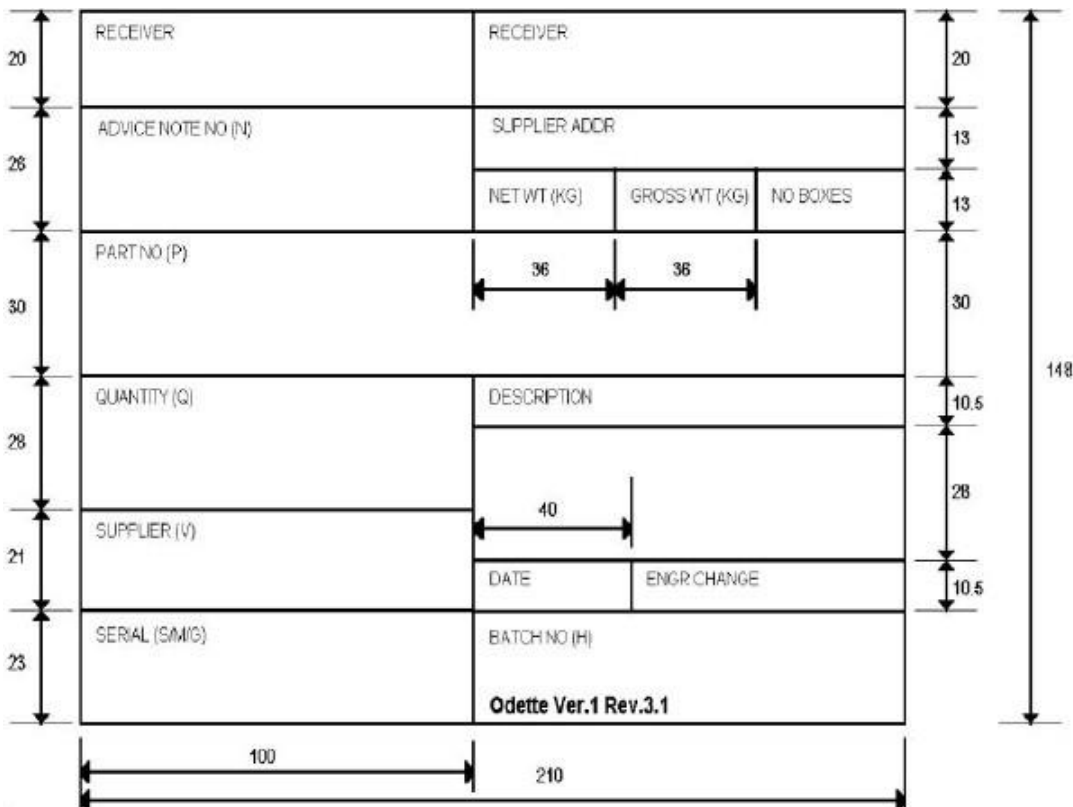 RECEIVER RECEIVER
20 20
ADVICE NOTE NO (N) SUPPLIER ADDR
26 13
NET WT (KG) GROSS WT (KG) NO BOXES
13
PART NO (P)
36 36
30 30
148
QUANTITY (Q) DESCRIPTION
10.5
28 28
40
SUPPLIER (V)
21
DATE ENGR.CHANGE
10.5
SERIAL (S/M/G) BATCH NO (H)
23
Odette Ver.1 Rev.3.1
100
210